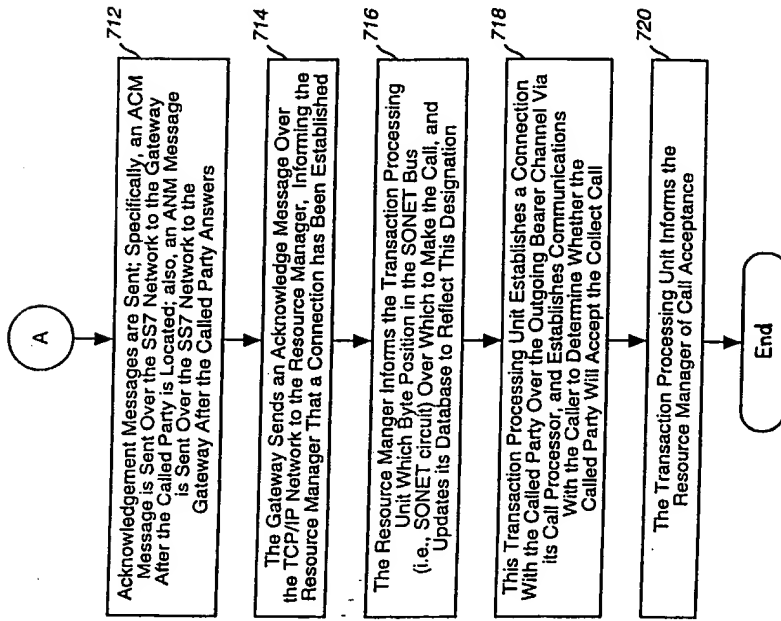 A
712
Acknowledgement Messages are Sent; Specifically, an ACM
Message is Sent Over the SS7 Network to the Gateway
After the Called Party is Located; also, an ANM Message
is Sent Over the SS7 Network to the
Gateway After the Called Party Answers
714
The Gateway Sends an Acknowledge Message Over
the TCP/IP Network to the Resource Manager, Informing the
Resource Manager That a Connection has Been Established
716
The Resource Manger Informs the Transaction Processing
Unit Which Byte Position in the SONET Bus
(i.e., SONET circuit) Over Which to Make the Call, and
Updates its Database to Reflect This Designation
718
This Transaction Processing Unit Establishes a Connection
With the Called Party Over the Outgoing Bearer Channel Via
its Call Processor, and Establishes Communications
With the Caller to Determine Whether the
Called Party Will Accept the Collect Call
720
The Transaction Processing Unit Informs the
Resource Manager of Call Acceptance
End